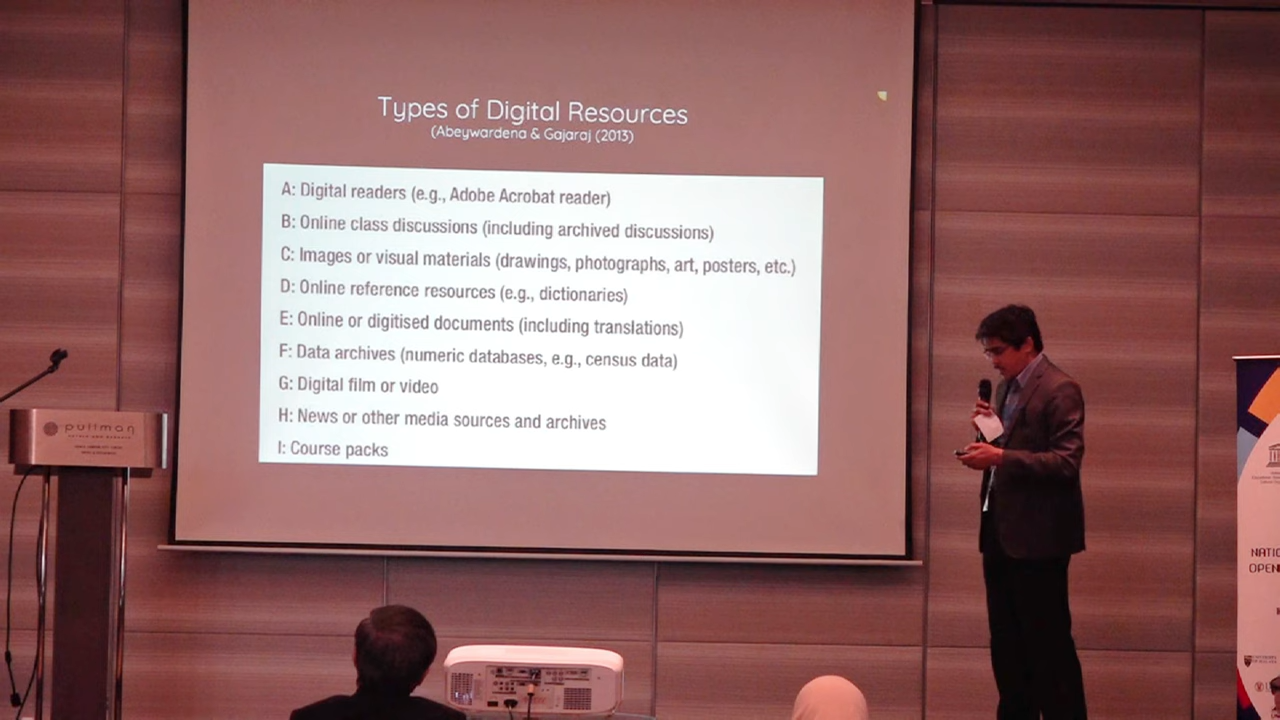 Types of Digital Resources
(Abeywardena & Gajaraj (2013)
A: Digital readers (e.g., Adobe Acrobat reader)
B: Online class discussions (including archived discussions)
C: Images or visual materials (drawings, photographs, art, posters, etc.)
D: Online reference resources (e.g., dictionaries)
E: Online or digitised documents (including translations)
F: Data archives (numeric databases, e.g., census data)
G: Digital film or video
H: News or other media sources and archives
I: Course packs
pullman
NATIO
OPEN